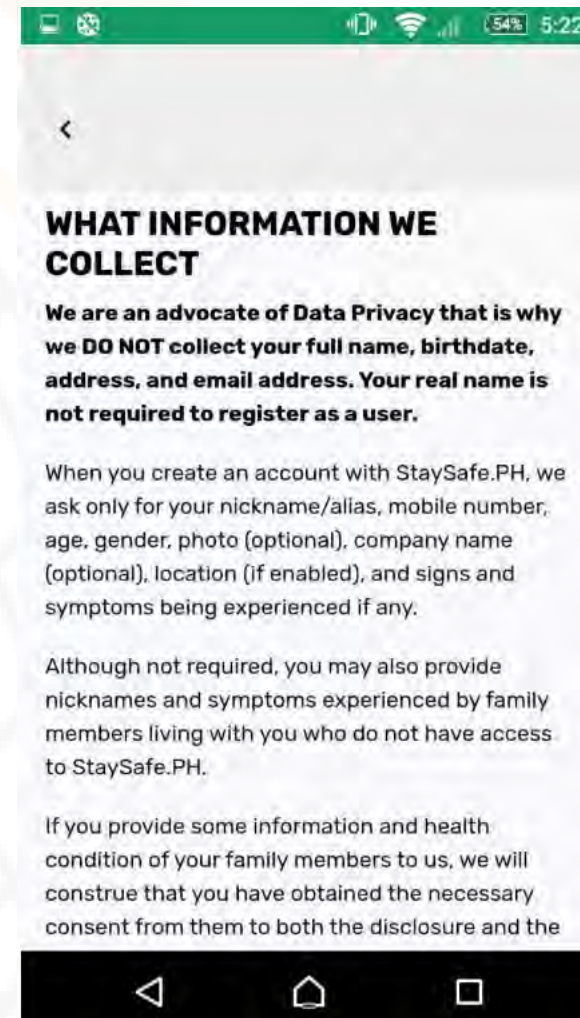 54% 5:22
WHAT INFORMATION WE
COLLECT
We are an advocate of Data Privacy that is why
we DO NOT collect your full name, birthdate,
address, and email address. Your real name is
not required to register as a user.
When you create an account with StaySafe.PH, we
ask only for your nickname/alias, mobile number,
age, gender, photo (optional), company name
(optional), location (if enabled), and signs and
symptoms being experienced if any.
Although not required, you may also provide
nicknames and symptoms experienced by family
members living with you who do not have access
to StaySafe.PH.
If you provide some information and health
condition of your family members to us, we will
construe that you have obtained the necessary
consent from them to both the disclosure and the